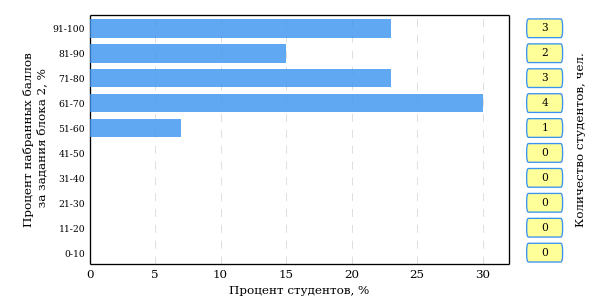 Процент набранных баллов
за задания блока 2, %
91-100 3
81-90 2
71-80 3
61-70 4
51-60 1
41-50 0
31-40 0
21-30 0
11-20 0
0-10 0
0 5 10 15 20 25 30
Процент студентов, %
Количество студентов, чел.